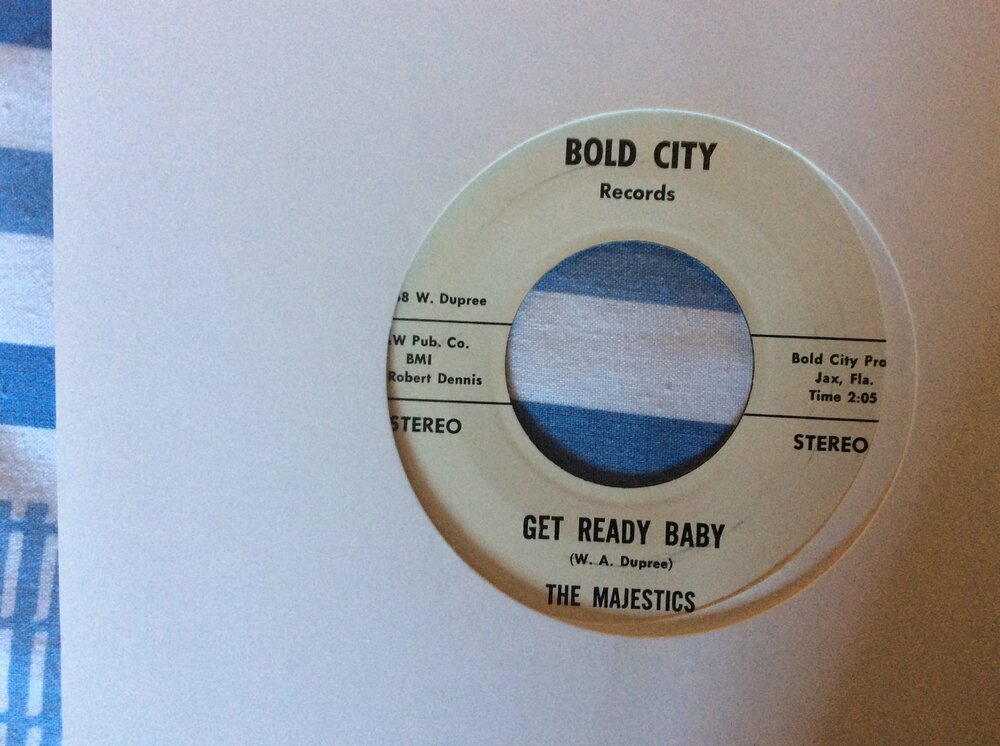 BOLD CITY
Records
8 W. Dupree
W Pub. Co.
BMI
Robert Dennis
STEREO
Bold City Pro
Jax, Fla.
Time 2:05
STEREO
GET READY BABY
(W. A. Dupree)
THE MAJESTICS